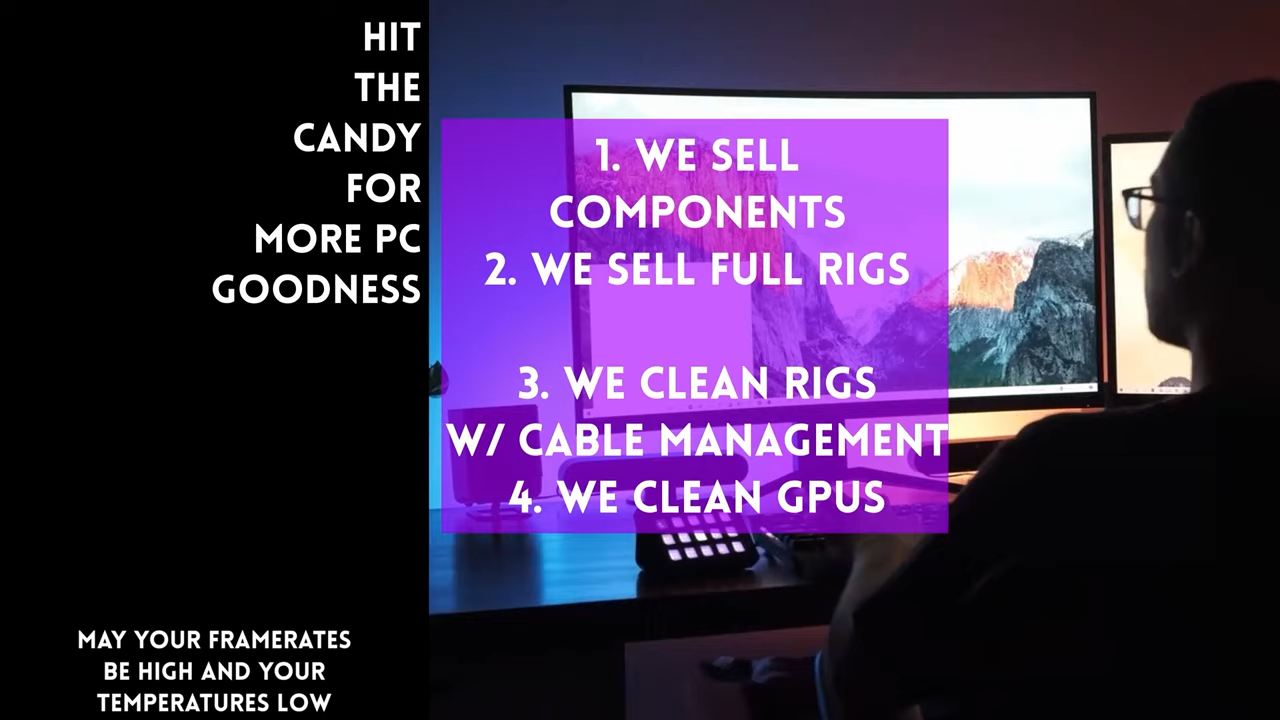 HIT
THE
CANDY
FOR
MORE PC
GOODNESS
1. WE SELL
COMPONENTS
2. WE SELL FULL RIGS
3. WE CLEAN RIGS
W/ CABLE MANAGEMENT
4. WE CLEAN GPUS
MAY YOUR FRAMERATES
BE HIGH AND YOUR
TEMPERATURES LOW